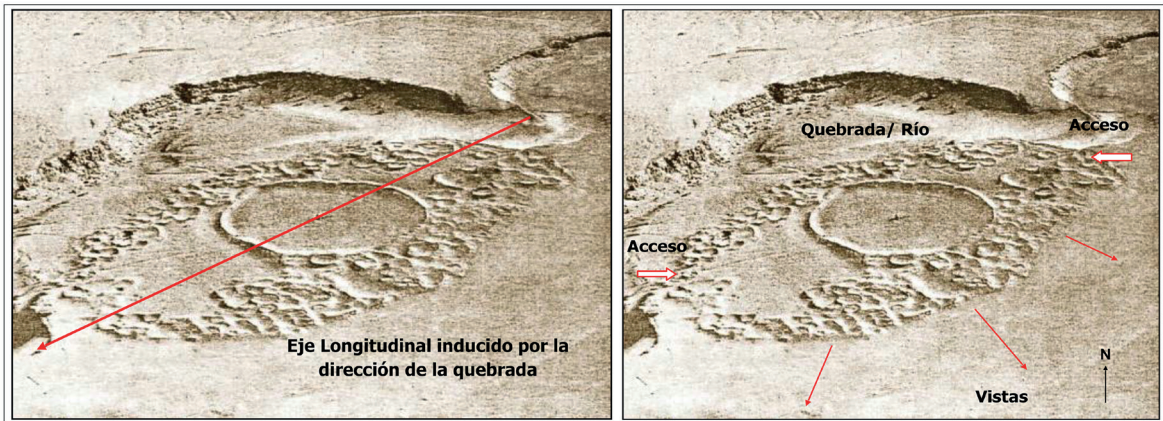 Eje Longitudinal inducido por la
dirección de la quebrada
Quebrada/ Río
Acceso
Acceso
Vistas
N